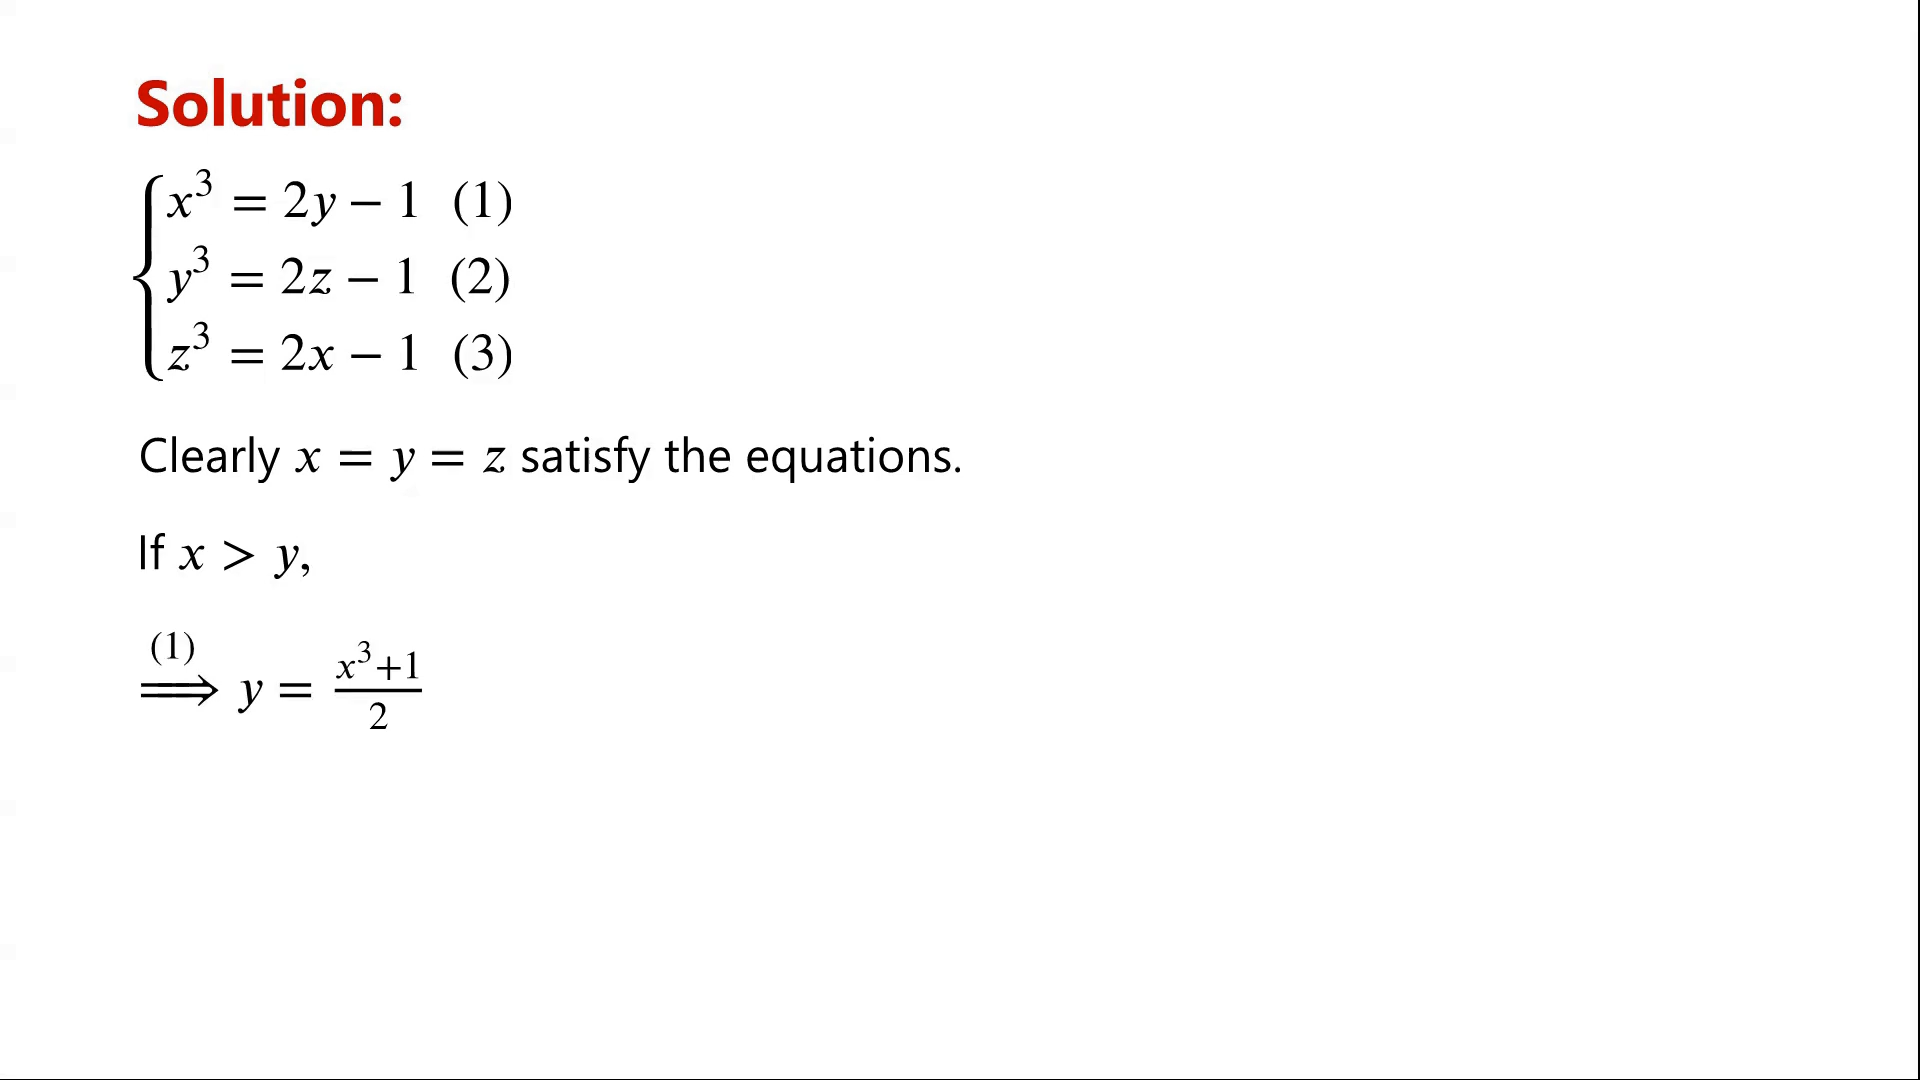 Solution:
x³ = 2y − 1 (1)
y³ = 2z − 1 (2)
z³ = 2x − 1 (3)
Clearly x = y = z satisfy the equations.
If x > y,
(1)
⟹ y = (x³+1)/2